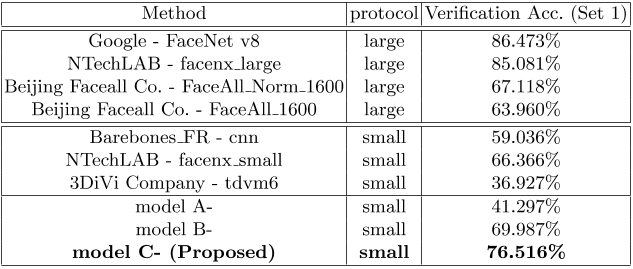 Method protocol Verification Acc. (Set 1)
Google - FaceNet v8 large 86.473%
NTechLAB - facenx_large large 85.081%
Beijing Faceall Co. - FaceAll_Norm_1600 large 67.118%
Beijing Faceall Co. - FaceAll_1600 large 63.960%
Barebones_FR - cnn small 59.036%
NTechLAB - facenx_small small 66.366%
3DiVi Company - tdvm6 small 36.927%
model A- small 41.297%
model B- small 69.987%
model C- (Proposed) small 76.516%